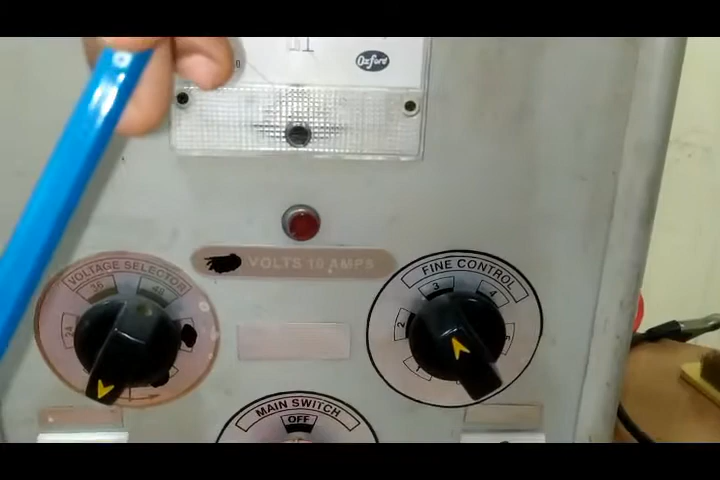 Oxford
VOLTS 10 AMPS
VOLTAGE SELECTOR
24
36
48
FINE CONTROL
1
2
3
4
5
MAIN SWITCH
OFF